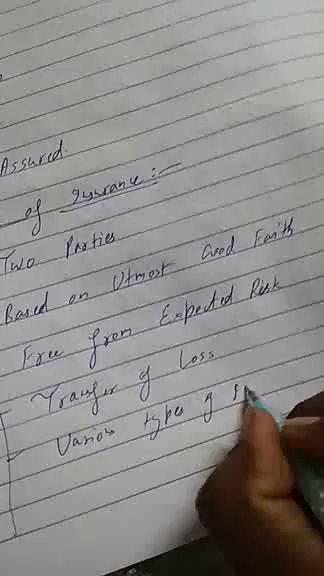 Assured.
of Insurance:-
Two Parties
Based on Utmost Good Faith
Free from Expected Risk
Transfer of Loss
Various types of